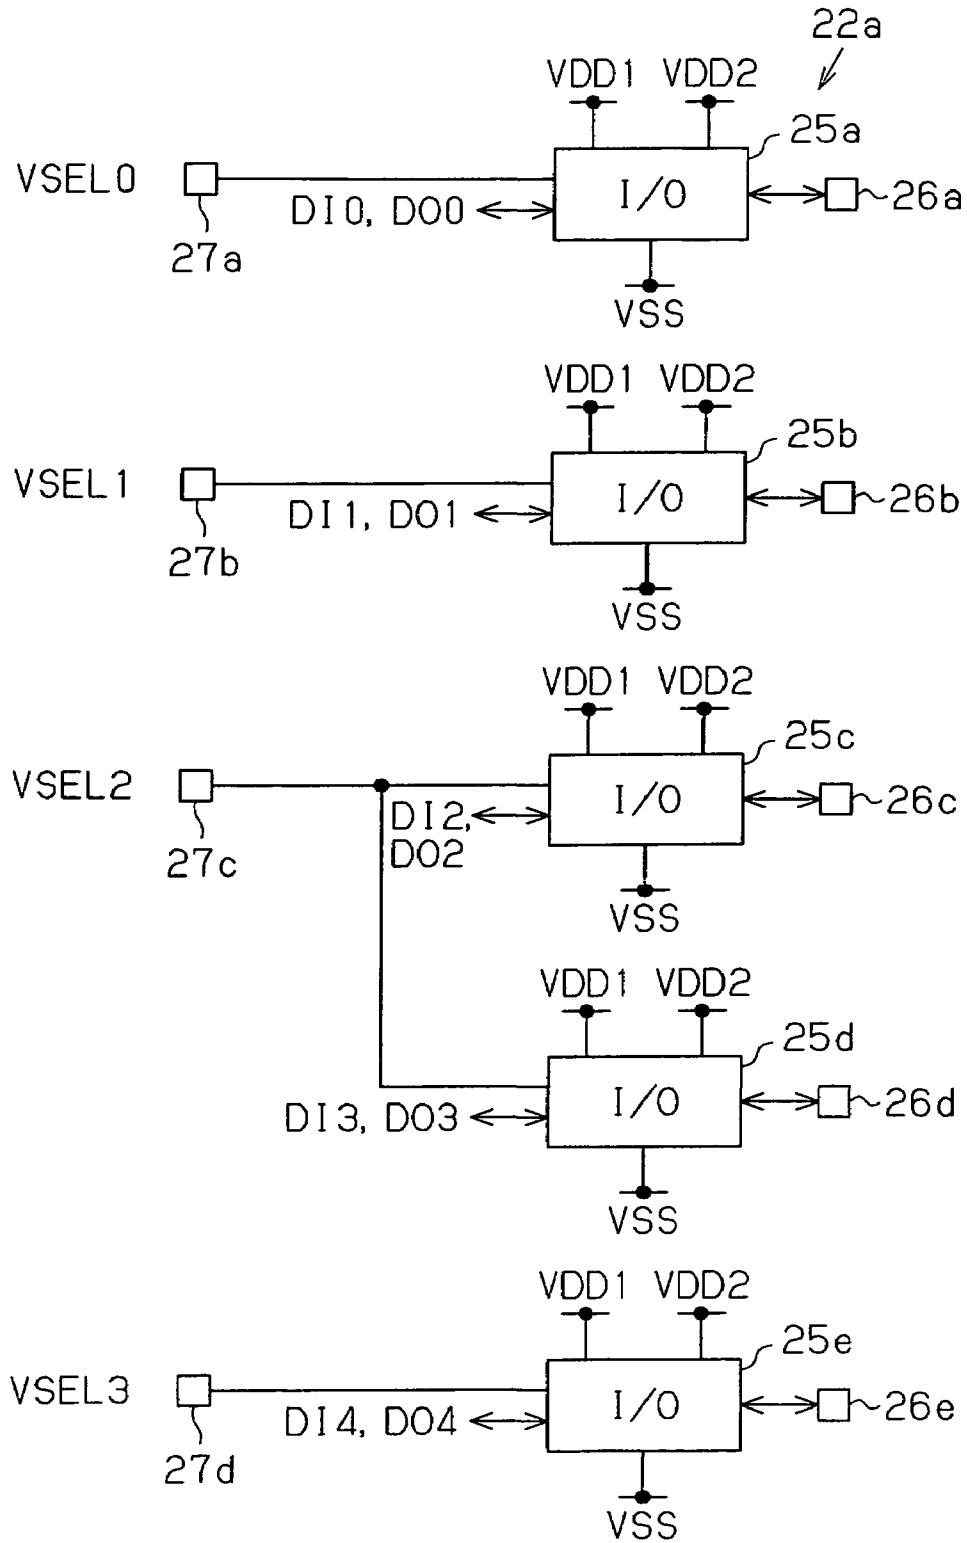 22a
VDD1 VDD2
25a
VSEL0
I/O
26a
DI0, DO0
27a
VSS
VDD1 VDD2
25b
VSEL1
I/O
26b
DI1, DO1
27b
VSS
VDD1 VDD2
25c
VSEL2
I/O
26c
DI2,
DO2
27c
VSS
VDD1 VDD2
25d
I/O
26d
DI3, DO3
VSS
VDD1 VDD2
25e
VSEL3
I/O
26e
DI4, DO4
27d
VSS